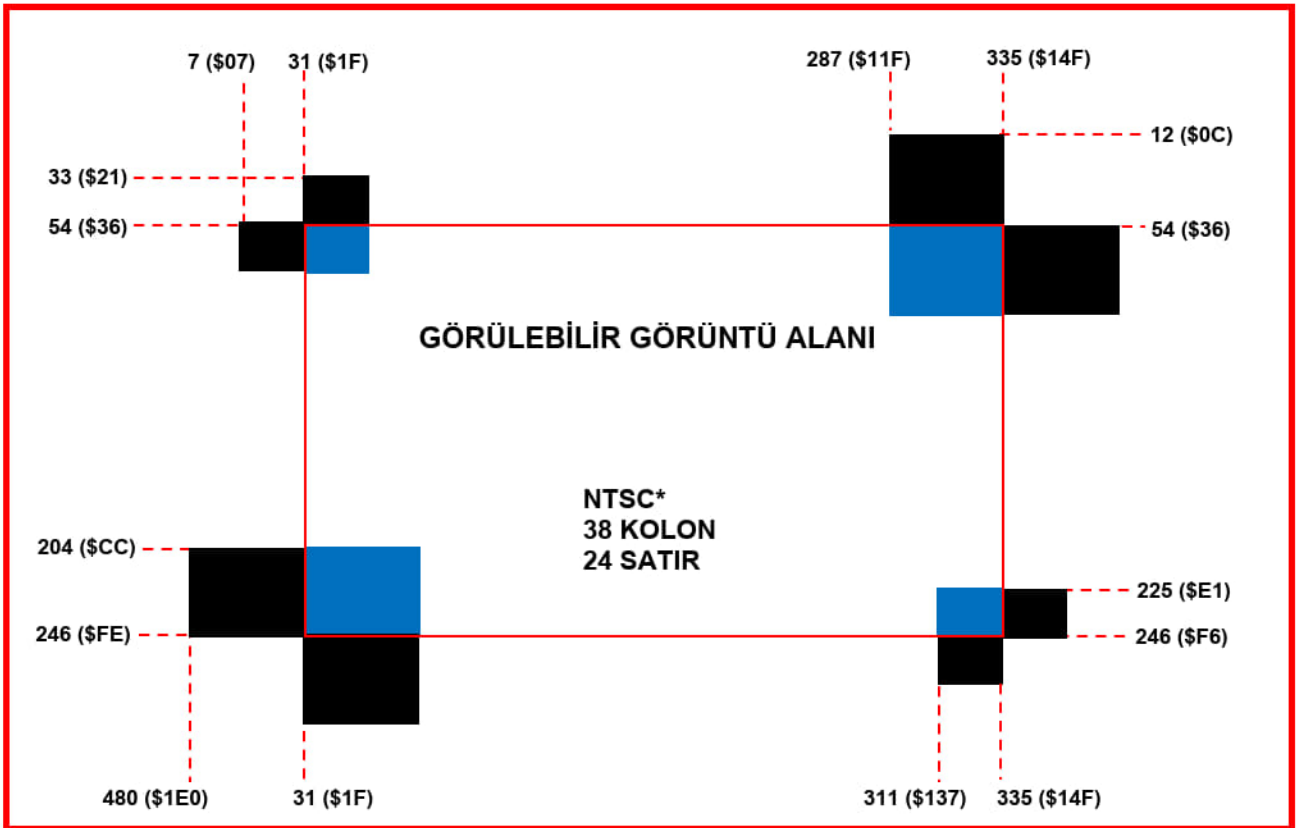 7 ($07) 31 ($1F) 287 ($11F) 335 ($14F)
12 ($0C)
33 ($21)
54 ($36) 54 ($36)
GÖRÜLEBİLİR GÖRÜNTÜ ALANI
NTSC*
38 KOLON
24 SATIR
204 ($CC)
225 ($E1)
246 ($FE) 246 ($F6)
480 ($1E0) 31 ($1F) 311 ($137) 335 ($14F)